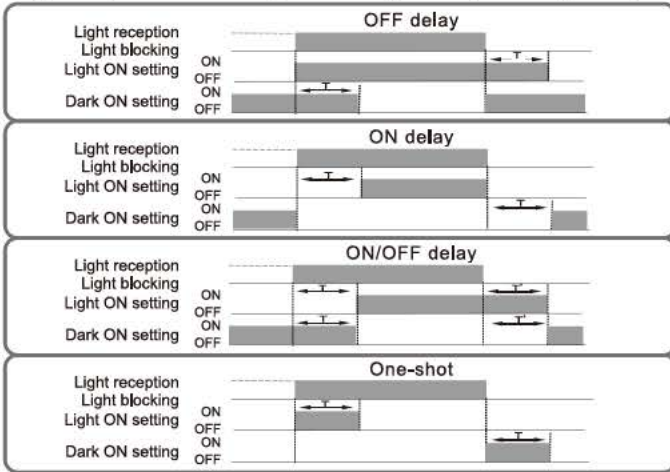 OFF delay
Light reception
Light blocking
Light ON setting ON OFF T
Dark ON setting ON OFF T
ON delay
Light reception
Light blocking
Light ON setting ON OFF T
Dark ON setting ON OFF T
ON/OFF delay
Light reception
Light blocking
Light ON setting ON OFF T T'
Dark ON setting ON OFF T T'
One-shot
Light reception
Light blocking
Light ON setting ON OFF T
Dark ON setting ON OFF T